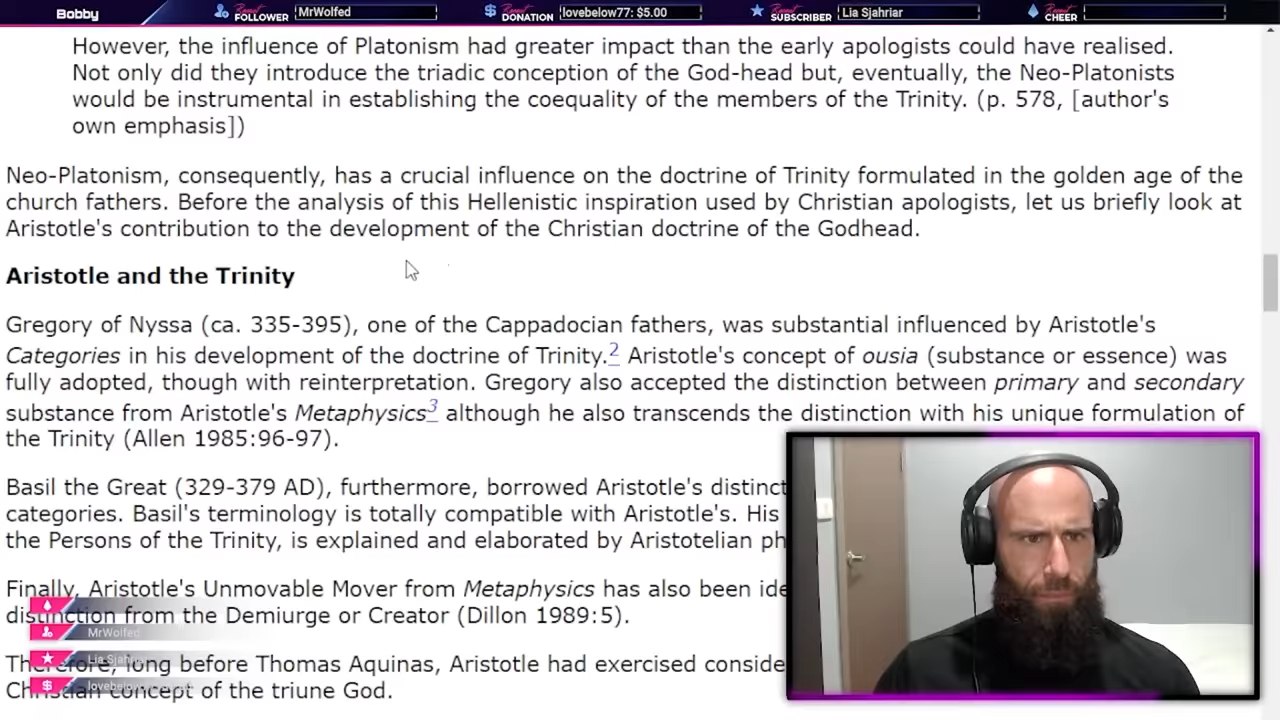 Bobby
Recent FOLLOWER MrWolfed
Recent DONATION lovebelow77: $5.00
Recent SUBSCRIBER Lia Sjahriar
Recent CHEER
However, the influence of Platonism had greater impact than the early apologists could have realised.
Not only did they introduce the triadic conception of the God-head but, eventually, the Neo-Platonists
would be instrumental in establishing the coequality of the members of the Trinity. (p. 578, [author's
own emphasis])
Neo-Platonism, consequently, has a crucial influence on the doctrine of Trinity formulated in the golden age of the
church fathers. Before the analysis of this Hellenistic inspiration used by Christian apologists, let us briefly look at
Aristotle's contribution to the development of the Christian doctrine of the Godhead.
Aristotle and the Trinity
Gregory of Nyssa (ca. 335-395), one of the Cappadocian fathers, was substantial influenced by Aristotle's
Categories in his development of the doctrine of Trinity.2 Aristotle's concept of ousia (substance or essence) was
fully adopted, though with reinterpretation. Gregory also accepted the distinction between primary and secondary
substance from Aristotle's Metaphysics3 although he also transcends the distinction with his unique formulation of
the Trinity (Allen 1985:96-97).
Basil the Great (329-379 AD), furthermore, borrowed Aristotle's distinct
categories. Basil's terminology is totally compatible with Aristotle's. His
the Persons of the Trinity, is explained and elaborated by Aristotelian ph
Finally, Aristotle's Unmovable Mover from Metaphysics has also been ide
distinction from the Demiurge or Creator (Dillon 1989:5).
MrWolfed
Therefore, long before Thomas Aquinas, Aristotle had exercised conside
Lia Sjahriar
Christian concept of the triune God.